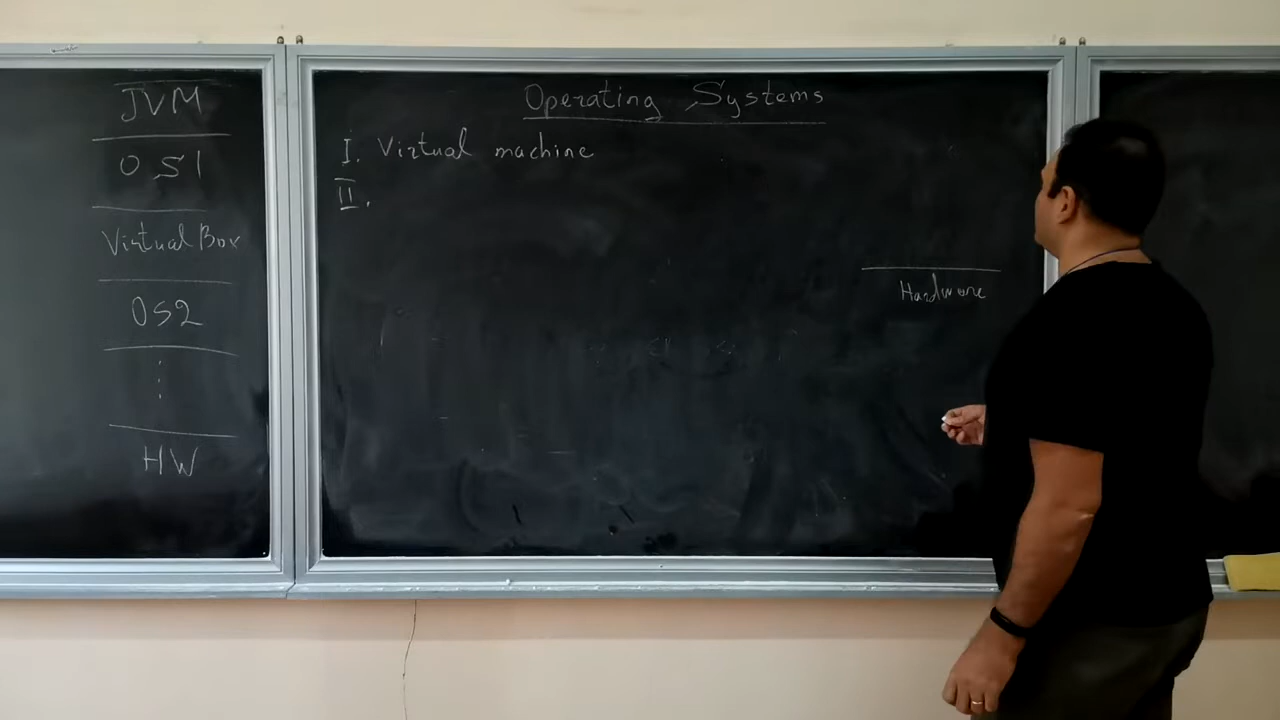 JVM
OS1
VirtualBox
OS2
HW
Operating Systems
I. Virtual machine
II.
Hardware